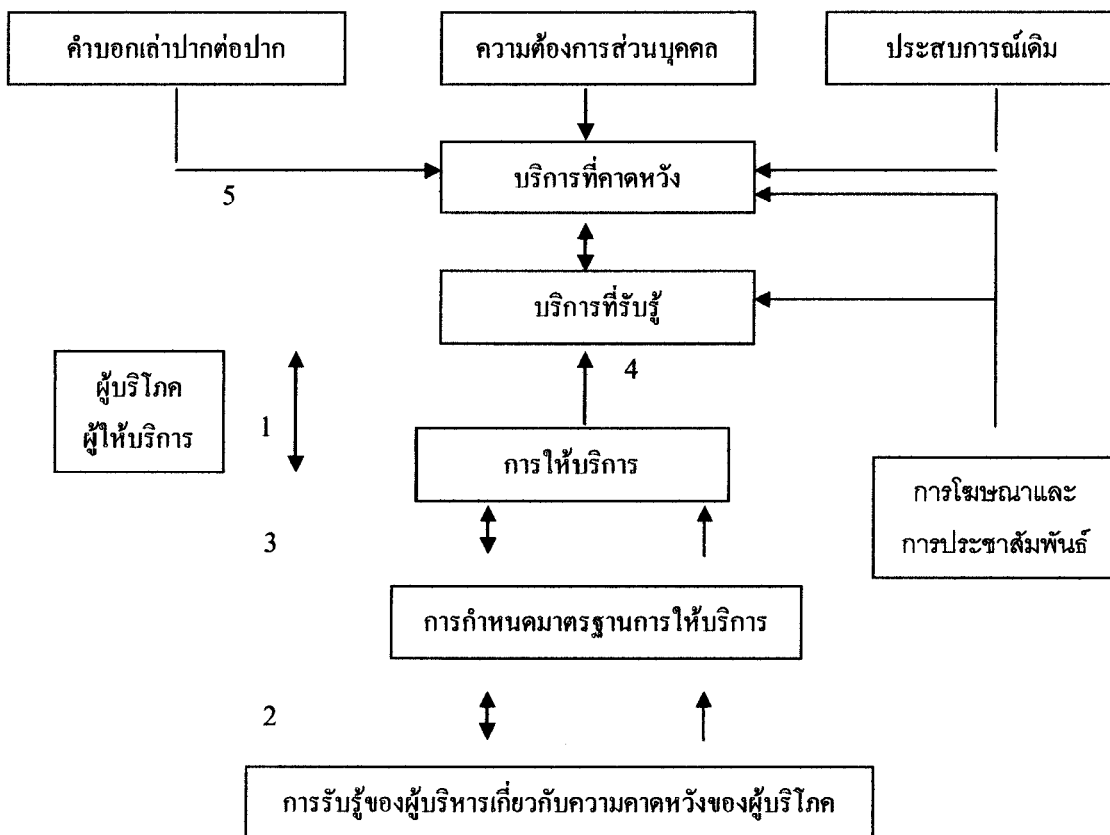 คำบอกเล่าปากต่อปาก
ความต้องการส่วนบุคคล
ประสบการณ์เดิม
บริการที่คาดหวัง
5
บริการที่รับรู้
4
ผู้บริโภค
ผู้ให้บริการ
1
การให้บริการ
การโฆษณาและ
การประชาสัมพันธ์
3
การกำหนดมาตรฐานการให้บริการ
2
การรับรู้ของผู้บริหารเกี่ยวกับความคาดหวังของผู้บริโภค